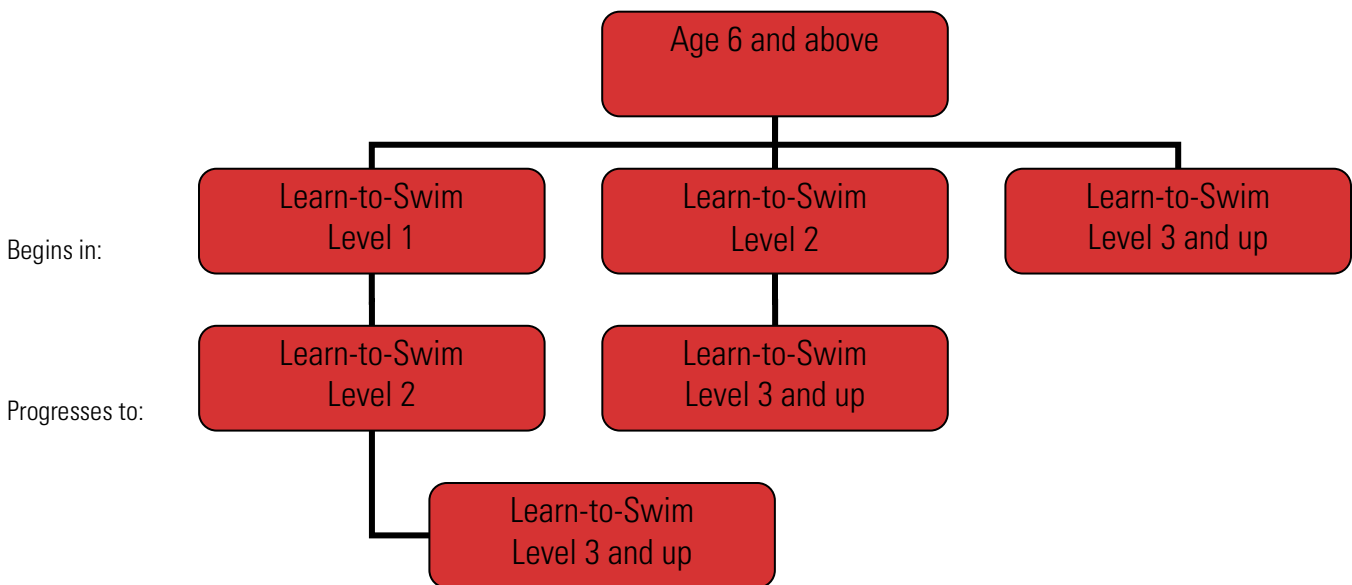 Age 6 and above
Begins in:
Learn-to-Swim
Level 1
Learn-to-Swim
Level 2
Learn-to-Swim
Level 3 and up
Progresses to:
Learn-to-Swim
Level 2
Learn-to-Swim
Level 3 and up
Learn-to-Swim
Level 3 and up